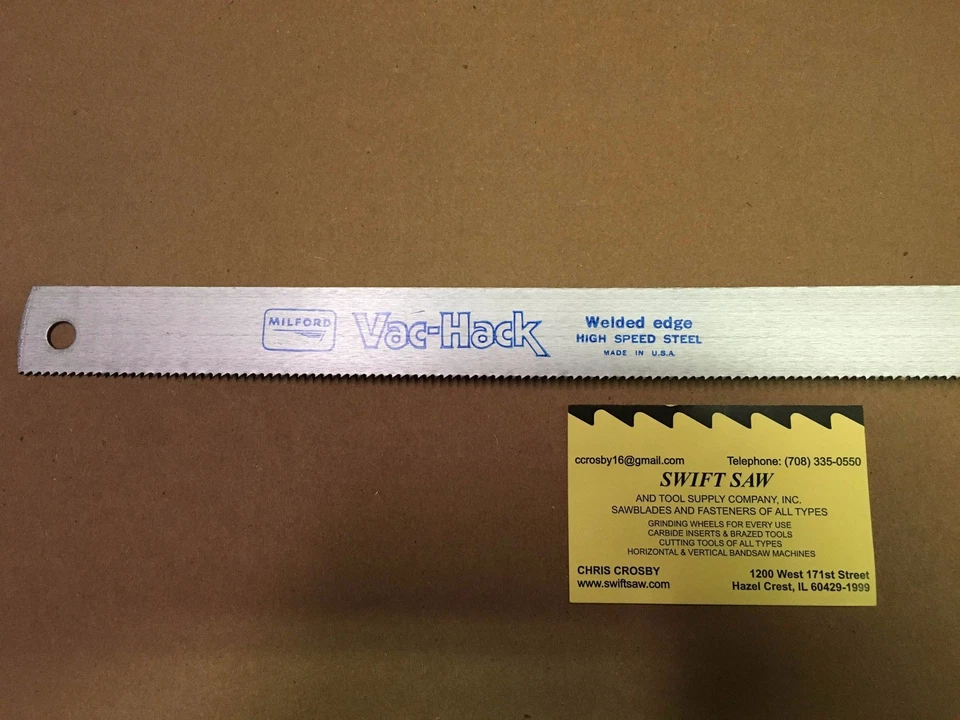 MILFORD
Vac-Hack
Welded edge
HIGH SPEED STEEL
MADE IN U.S.A.
ccrosby16@gmail.com Telephone: (708) 335-0550
SWIFT SAW
AND TOOL SUPPLY COMPANY, INC.
SAWBLADES AND FASTENERS OF ALL TYPES
GRINDING WHEELS FOR EVERY USE
CARBIDE INSERTS & BRAZED TOOLS
CUTTING TOOLS OF ALL TYPES
HORIZONTAL & VERTICAL BANDSAW MACHINES
CHRIS CROSBY 1200 West 171st Street
www.swiftsaw.com Hazel Crest, IL 60429-1999